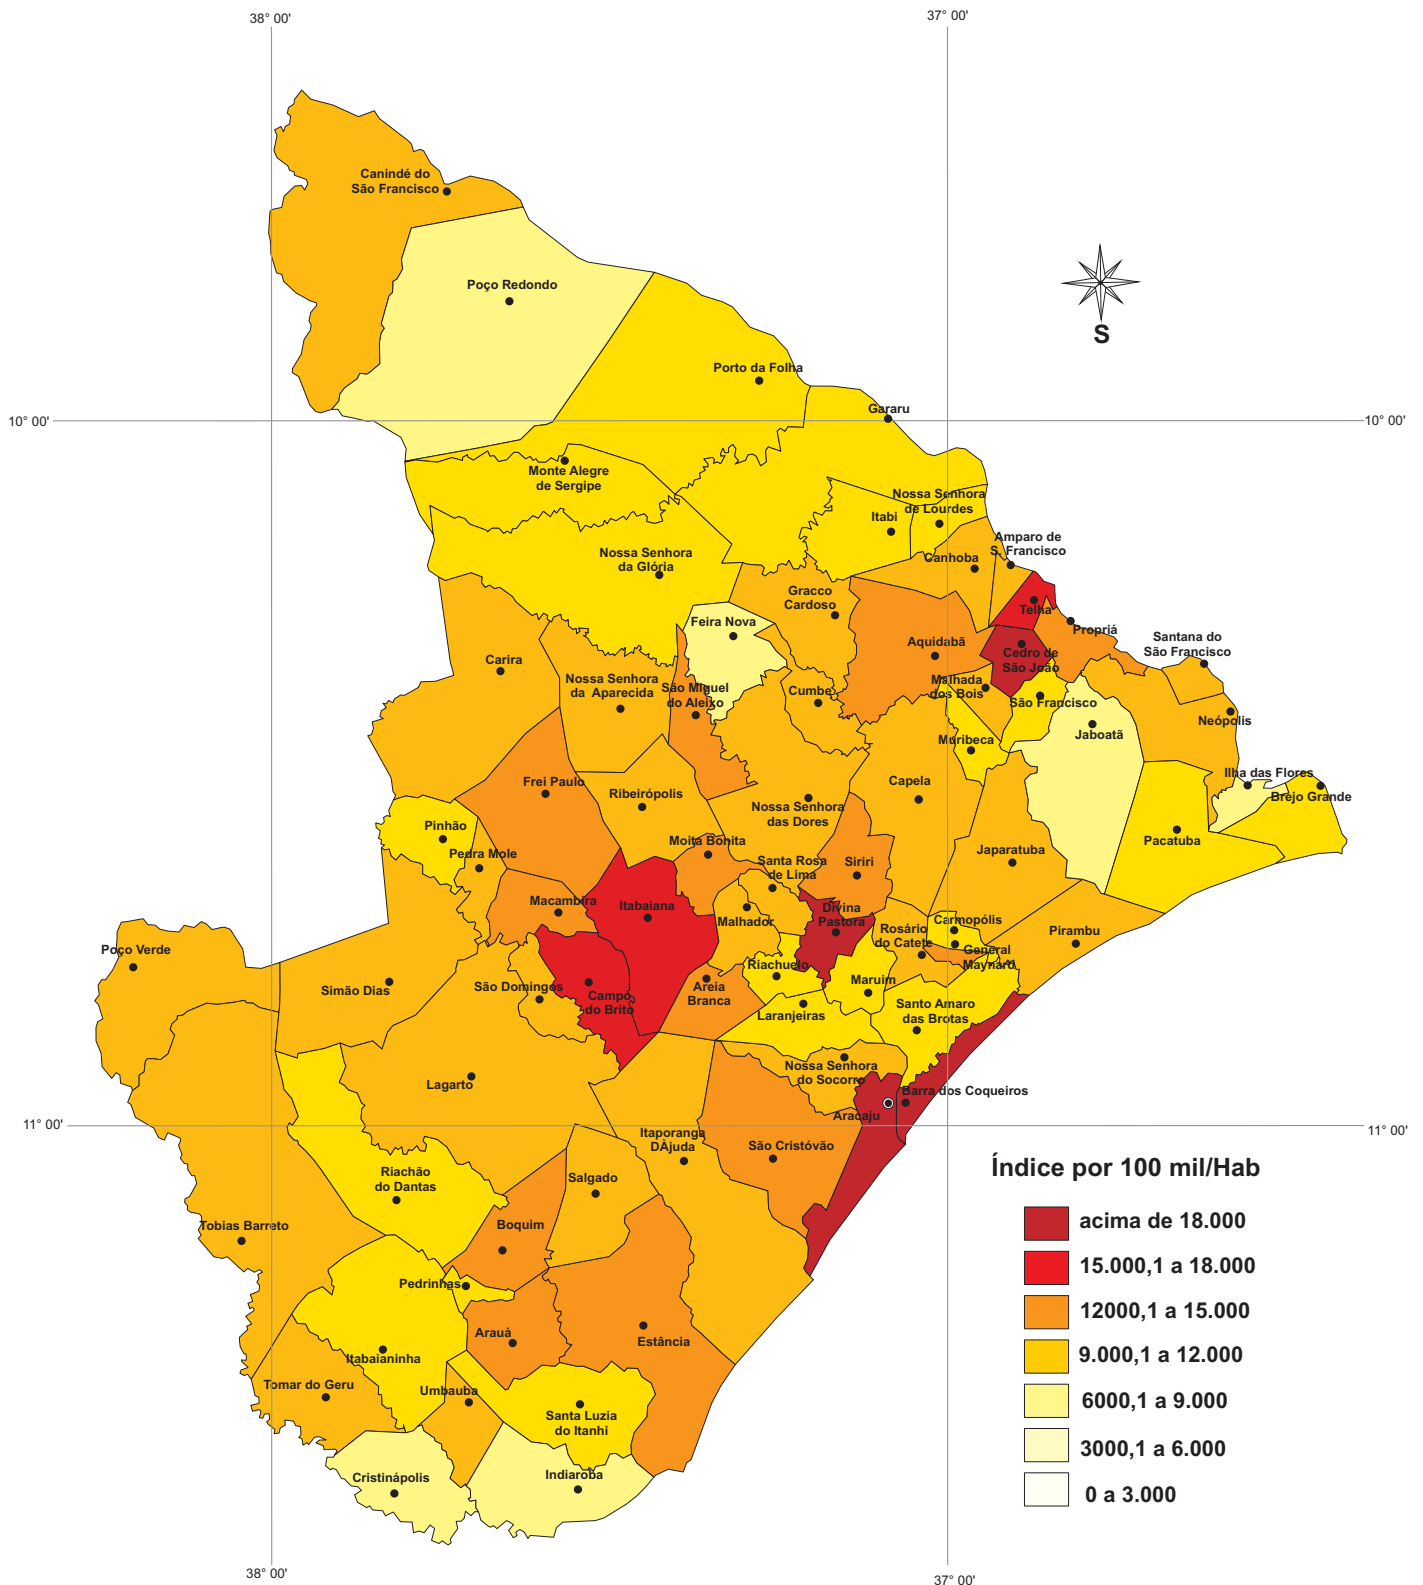 38° 00'
37° 00'
Canindé do
São Francisco
Poço Redondo
S
Porto da Folha
Gararu
10° 00'
10° 00'
Monte Alegre
de Sergipe
Nossa Senhora
de Lourdes
Itabi
Amparo de
S. Francisco
Nossa Senhora
da Glória
Canhoba
Gracco
Cardoso
Telha
Feira Nova
Propriá
Aquidabã
Santana do
São Francisco
Cedro de
São João
Carira
Nossa Senhora
da Aparecida
São Miguel
do Aleixo
Cumbe
Malhada
dos Bois
São Francisco
Neópolis
Jaboatã
Muribeca
Ilha das Flores
Brejo Grande
Frei Paulo
Ribeirópolis
Capela
Nossa Senhora
das Dores
Pinhão
Pacatuba
Moita Bonita
Pedra Mole
Japaratuba
Santa Rosa
de Lima
Siriri
Macambira
Itabaiana
Divina
Pastora
Malhador
Carmopólis
Rosário
do Catete
Pirambu
General
Maynard
Poço Verde
Riachuelo
Simão Dias
São Domingos
Campo
do Brito
Areia
Branca
Maruim
Laranjeiras
Santo Amaro
das Brotas
Nossa Senhora
do Socorro
Lagarto
Barra dos Coqueiros
Aracaju
11° 00'
11° 00'
Itaporanga
DÀjuda
São Cristóvão
Riachão
do Dantas
Salgado
Tobias Barreto
Boquim
Pedrinhas
Arauá
Estância
Itabaianinha
Tomar do Geru
Umbauba
Santa Luzia
do Itanhi
Cristinápolis
Indiaroba
Índice por 100 mil/Hab
acima de 18.000
15.000,1 a 18.000
12000,1 a 15.000
9.000,1 a 12.000
6000,1 a 9.000
3000,1 a 6.000
0 a 3.000
38° 00'
37° 00'